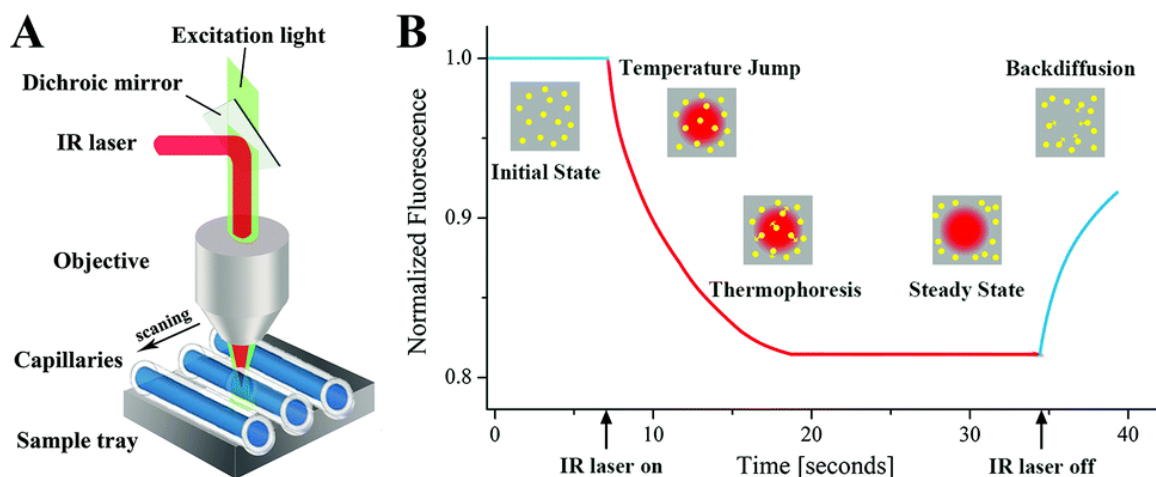 A
Excitation light
Dichroic mirror
IR laser
Objective
scaning
Capillaries
Sample tray
B
Normalized Fluorescence
1.0
0.9
0.8
Temperature Jump
Backdiffusion
Initial State
Thermophoresis
Steady State
0
10
20
30
40
IR laser on
Time [seconds]
IR laser off